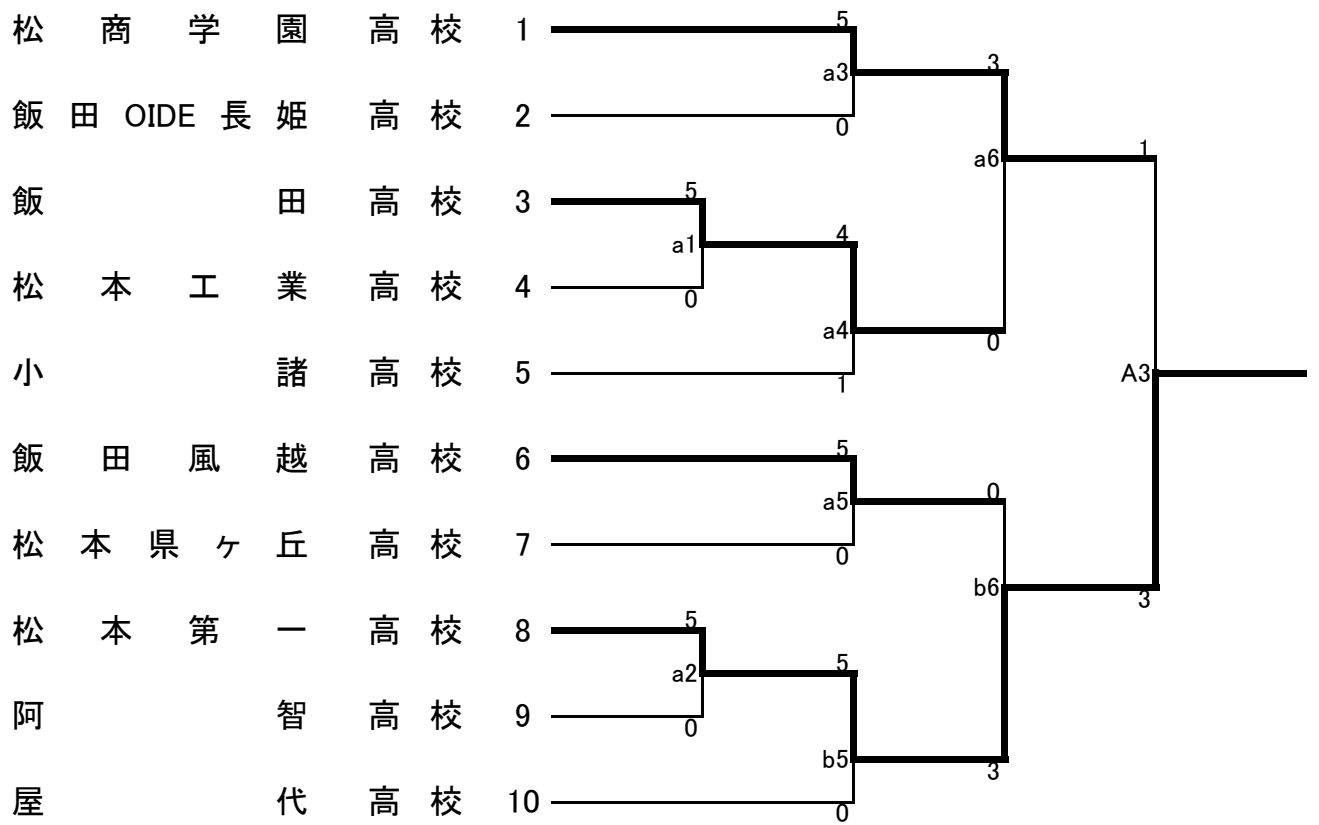 松商学園高校 1
飯田OIDE長姫高校 2
飯田高校 3
松本工業高校 4
小諸高校 5
飯田風越高校 6
松本県ヶ丘高校 7
松本第一高校 8
阿智高校 9
屋代高校 10
5
a3
0
5
a1
0
4
a4
1
3
a6
0
5
a5
0
5
a2
0
5
b5
0
0
b6
3
1
A3
3